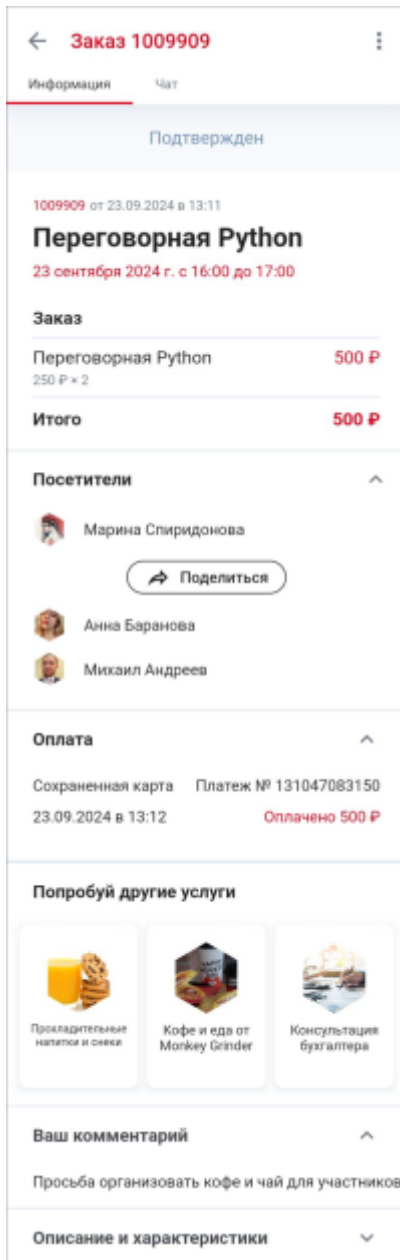 Заказ 1009909
Информация Чат
Подтвержден
1009909 от 23.09.2024 в 13:11
Переговорная Python
23 сентября 2024 г. с 16:00 до 17:00
Заказ
Переговорная Python 500 ₽
250 ₽ × 2
Итого 500 ₽
Посетители
Марина Спиридонова
Поделиться
Анна Баранова
Михаил Андреев
Оплата
Сохраненная карта Платеж № 131047083150
23.09.2024 в 13:12 Оплачено 500 ₽
Попробуй другие услуги
Прохладительные
напитки и снеки
Кофе и еда от
Monkey Grinder
Консультация
бухгалтера
Ваш комментарий
Просьба организовать кофе и чай для участников
Описание и характеристики